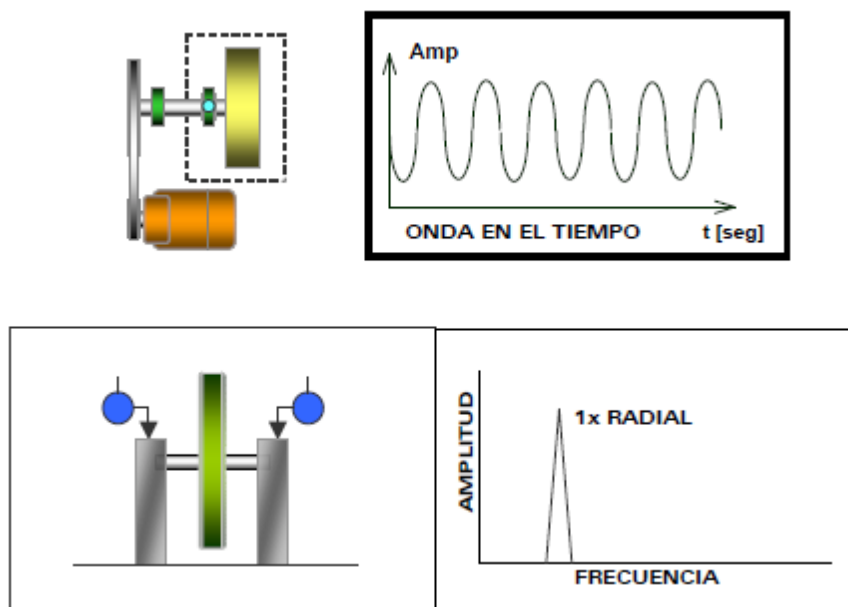 Amp
ONDA EN EL TIEMPO
t [seg]
1x RADIAL
AMPLITUD
FRECUENCIA